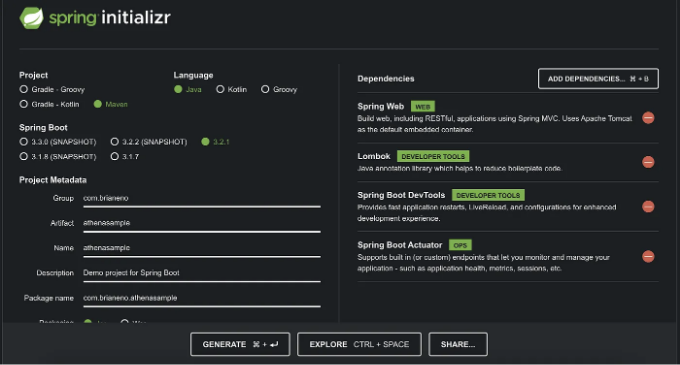 spring initializr
Project
Language
Gradle - Groovy
Java
Kotlin
Groovy
Gradle - Kotlin
Maven
Spring Boot
3.3.0 (SNAPSHOT)
3.2.2 (SNAPSHOT)
3.2.1
3.1.8 (SNAPSHOT)
3.1.7
Project Metadata
Group com.brianeno
Artifact athenasample
Name athenasample
Description Demo project for Spring Boot
Package name com.brianeno.athenasample
Dependencies
ADD DEPENDENCIES... ⌘ + B
Spring Web WEB
Build web, including RESTful, applications using Spring MVC. Uses Apache Tomcat
as the default embedded container.
Lombok DEVELOPER TOOLS
Java annotation library which helps to reduce boilerplate code.
Spring Boot DevTools DEVELOPER TOOLS
Provides fast application restarts, LiveReload, and configurations for enhanced
development experience.
Spring Boot Actuator OPS
Supports built in (or custom) endpoints that let you monitor and manage your
application - such as application health, metrics, sessions, etc.
GENERATE ⌘ + ↵
EXPLORE CTRL + SPACE
SHARE...